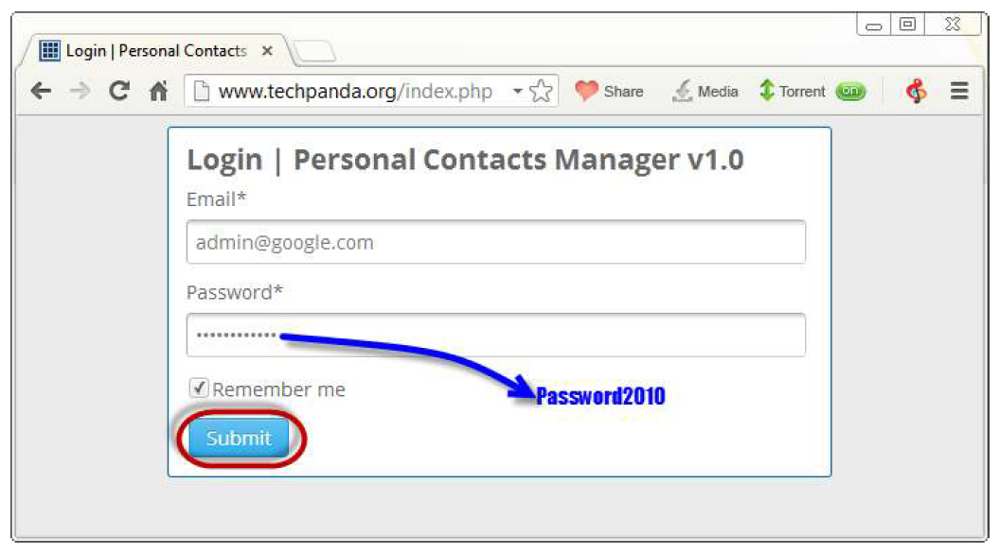 Login | Personal Contacts
www.techpanda.org/index.php
Share
Media
Torrent
on
Login | Personal Contacts Manager v1.0
Email*
admin@google.com
Password*
••••••••••••
Remember me
Password2010
Submit